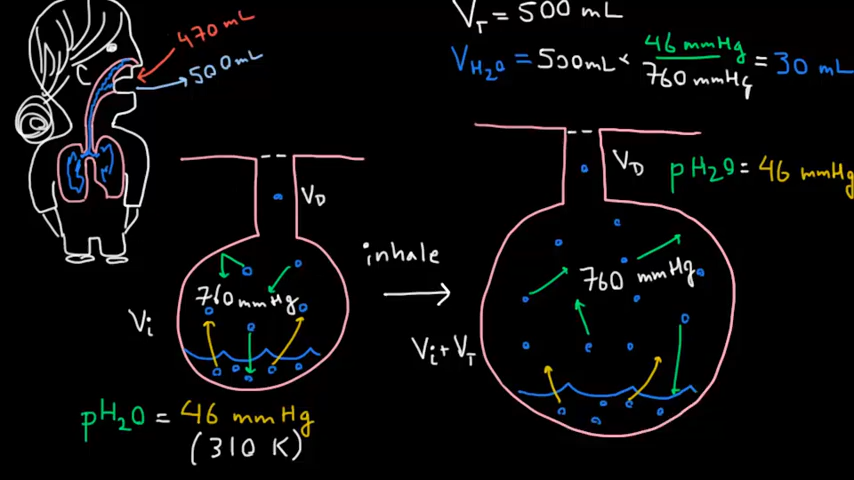 470 mL
500 mL
V_T = 500 mL
V_H₂O = 500 mL × 46 mmHg / 760 mmHg = 30 mL
V_D
760 mmHg
V_i
pH₂O = 46 mmHg
(310 K)
inhale
V_i + V_T
V_D
pH₂O = 46 mmHg
760 mmHg